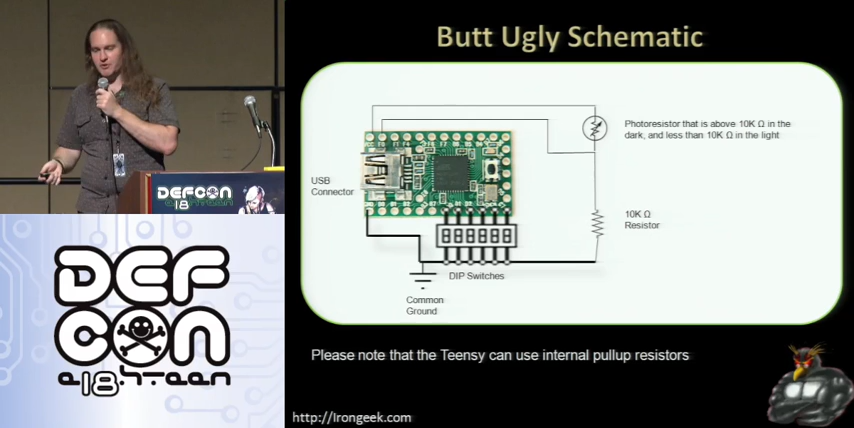 Butt Ugly Schematic
Photoresistor that is above 10K Ω in the
dark, and less than 10K Ω in the light
USB
Connector
10K Ω
Resistor
DIP Switches
Common
Ground
Please note that the Teensy can use internal pullup resistors
http://Irongeek.com
DEFCON
18
DEF
CON
e18hteen